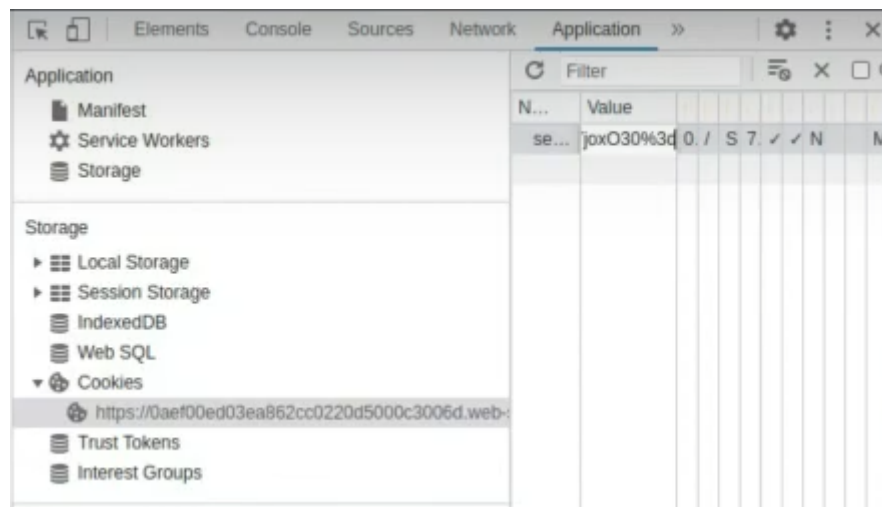 Elements Console Sources Network Application »
Application
Manifest
Service Workers
Storage
Storage
Local Storage
Session Storage
IndexedDB
Web SQL
Cookies
https://0aef00ed03ea862cc0220d5000c3006d.web-
Trust Tokens
Interest Groups
Filter
N... Value
se... joxO30%3d 0. / S 7. ✓ ✓ N